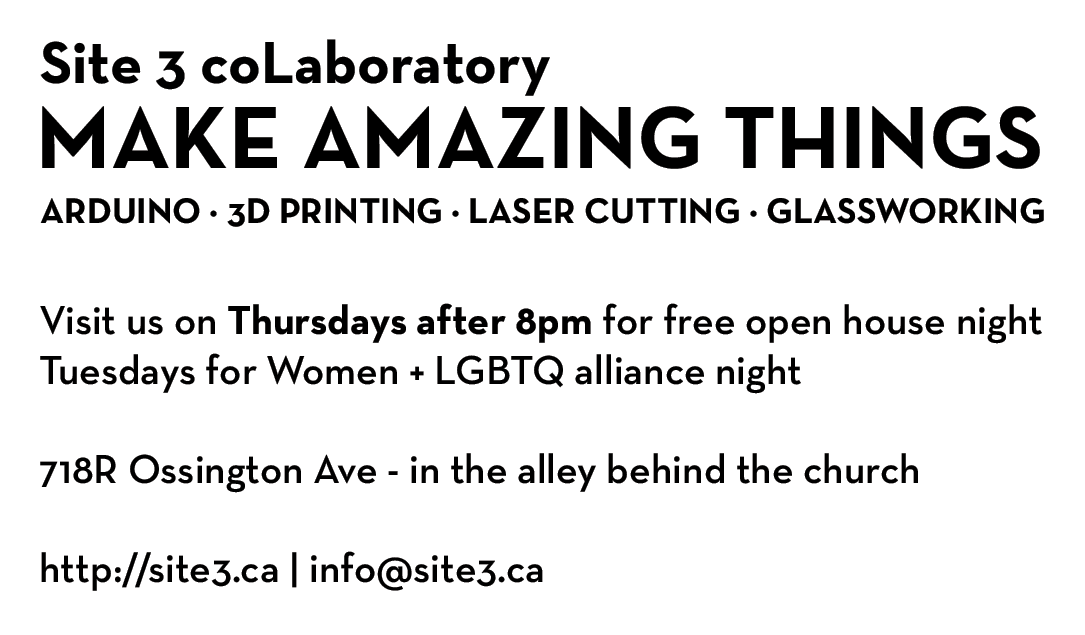 Site 3 coLaboratory
MAKE AMAZING THINGS
ARDUINO · 3D PRINTING · LASER CUTTING · GLASSWORKING
Visit us on Thursdays after 8pm for free open house night
Tuesdays for Women + LGBTQ alliance night
718R Ossington Ave - in the alley behind the church
http://site3.ca | info@site3.ca